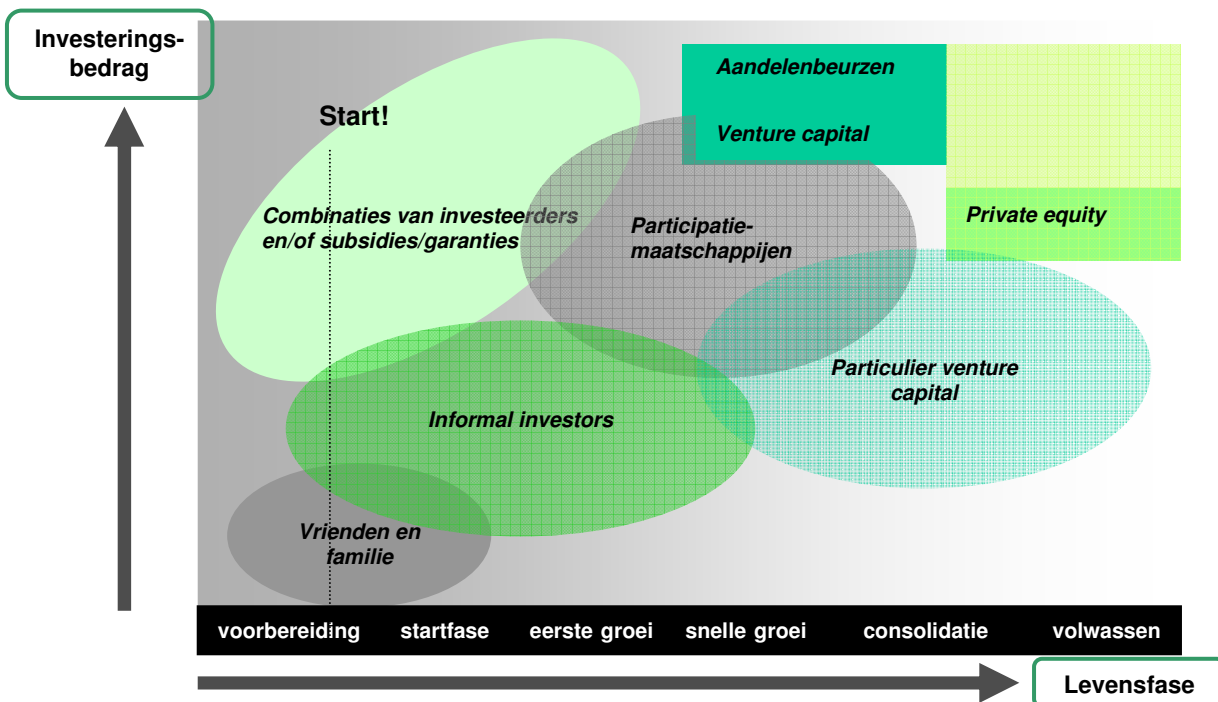 Investerings-
bedrag
Start!
Aandelenbeurzen
Venture capital
Combinaties van investeerders
en/of subsidies/garanties
Participatie-
maatschappijen
Private equity
Particulier venture
capital
Informal investors
Vrienden en
familie
voorbereiding startfase eerste groei snelle groei consolidatie volwassen
Levensfase